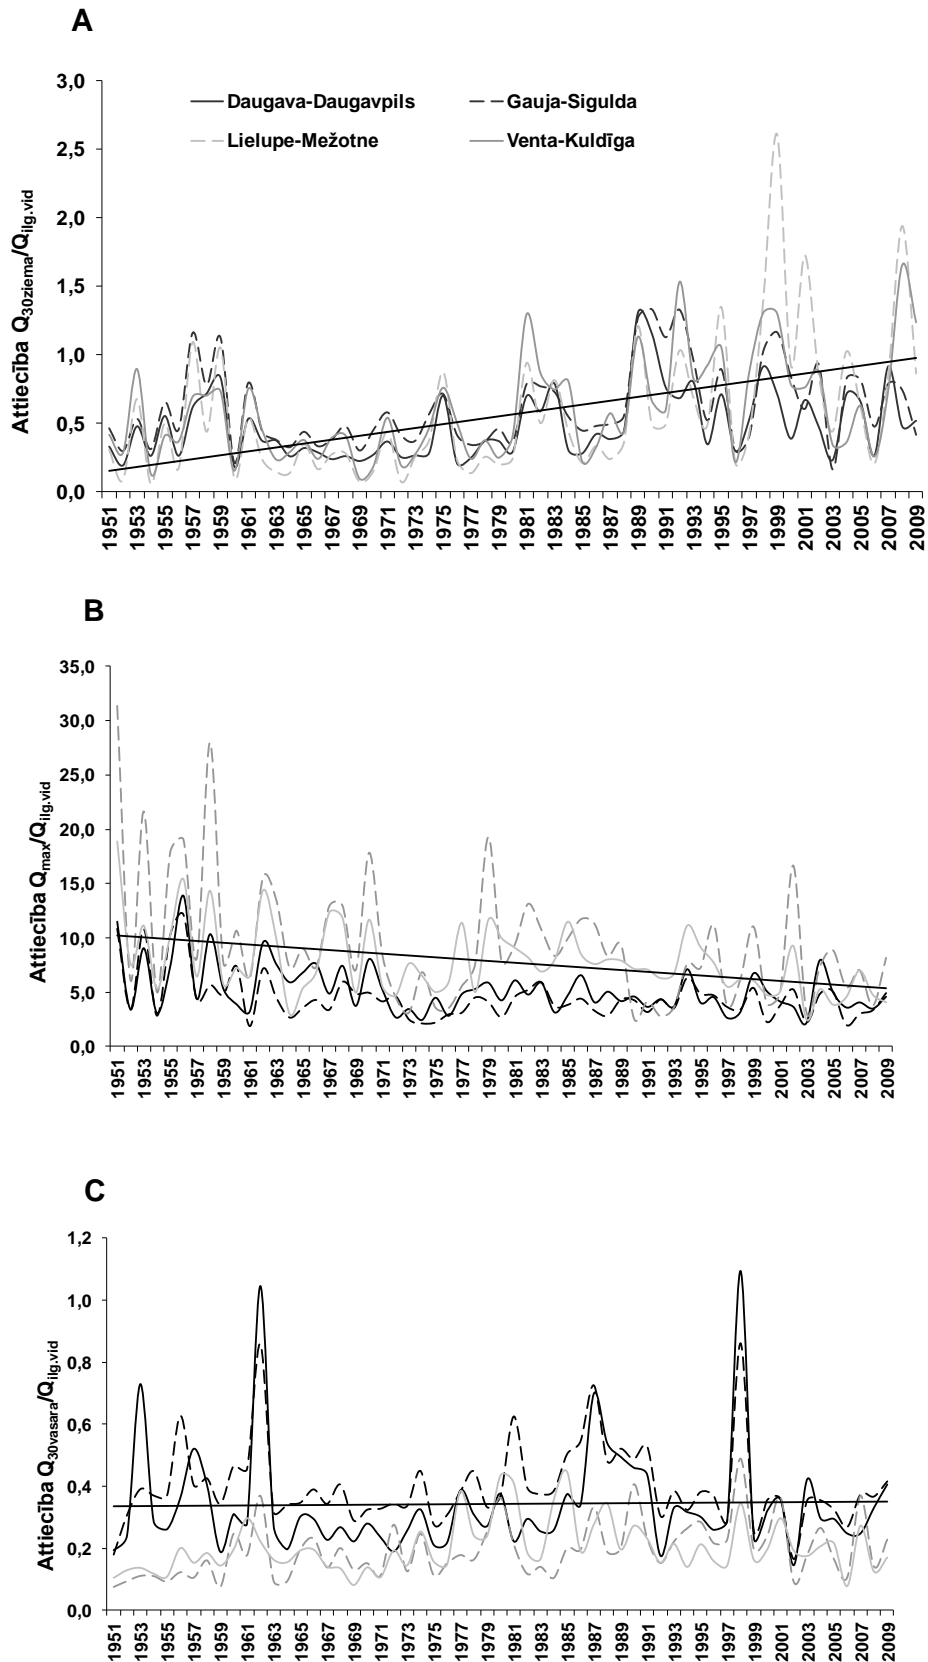 A
3,0
Daugava-Daugavpils
Gauja-Sigulda
Lielupe-Mežotne
Venta-Kuldīga
2,5
2,0
1,5
1,0
0,5
0,0
Attiecība Q30ziema/Qilg.vid
1951 1953 1955 1957 1959 1961 1963 1965 1967 1969 1971 1973 1975 1977 1979 1981 1983 1985 1987 1989 1991 1993 1995 1997 1999 2001 2003 2005 2007 2009
B
35,0
30,0
25,0
20,0
15,0
10,0
5,0
0,0
Attiecība Qmax/Qilg.vid
1951 1953 1955 1957 1959 1961 1963 1965 1967 1969 1971 1973 1975 1977 1979 1981 1983 1985 1987 1989 1991 1993 1995 1997 1999 2001 2003 2005 2007 2009
C
1,2
1,0
0,8
0,6
0,4
0,2
0,0
Attiecība Q30vasara/Qilg.vid
1951 1953 1955 1957 1959 1961 1963 1965 1967 1969 1971 1973 1975 1977 1979 1981 1983 1985 1987 1989 1991 1993 1995 1997 1999 2001 2003 2005 2007 2009